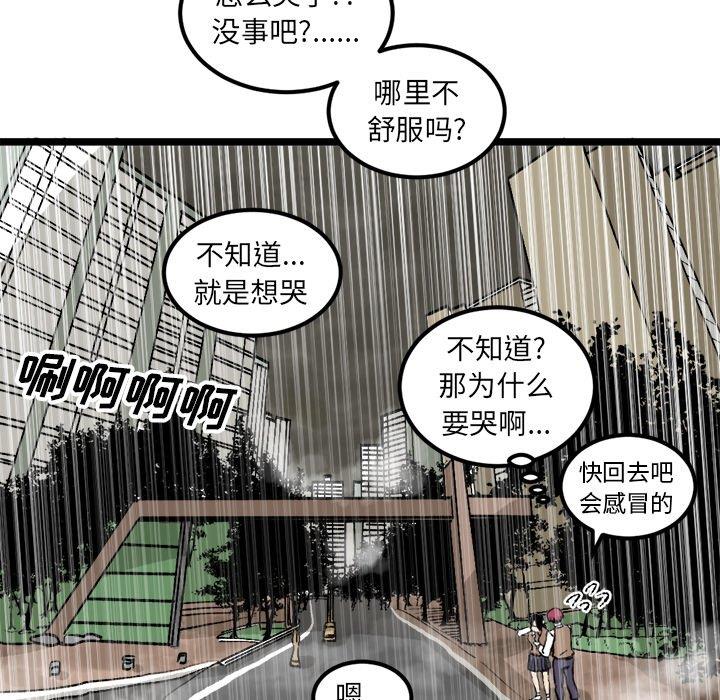 没事吧?......
哪里不
舒服吗?
不知道...
就是想哭
唰啊啊啊
不知道?
那为什么
要哭啊...
快回去吧
会感冒的
嗯